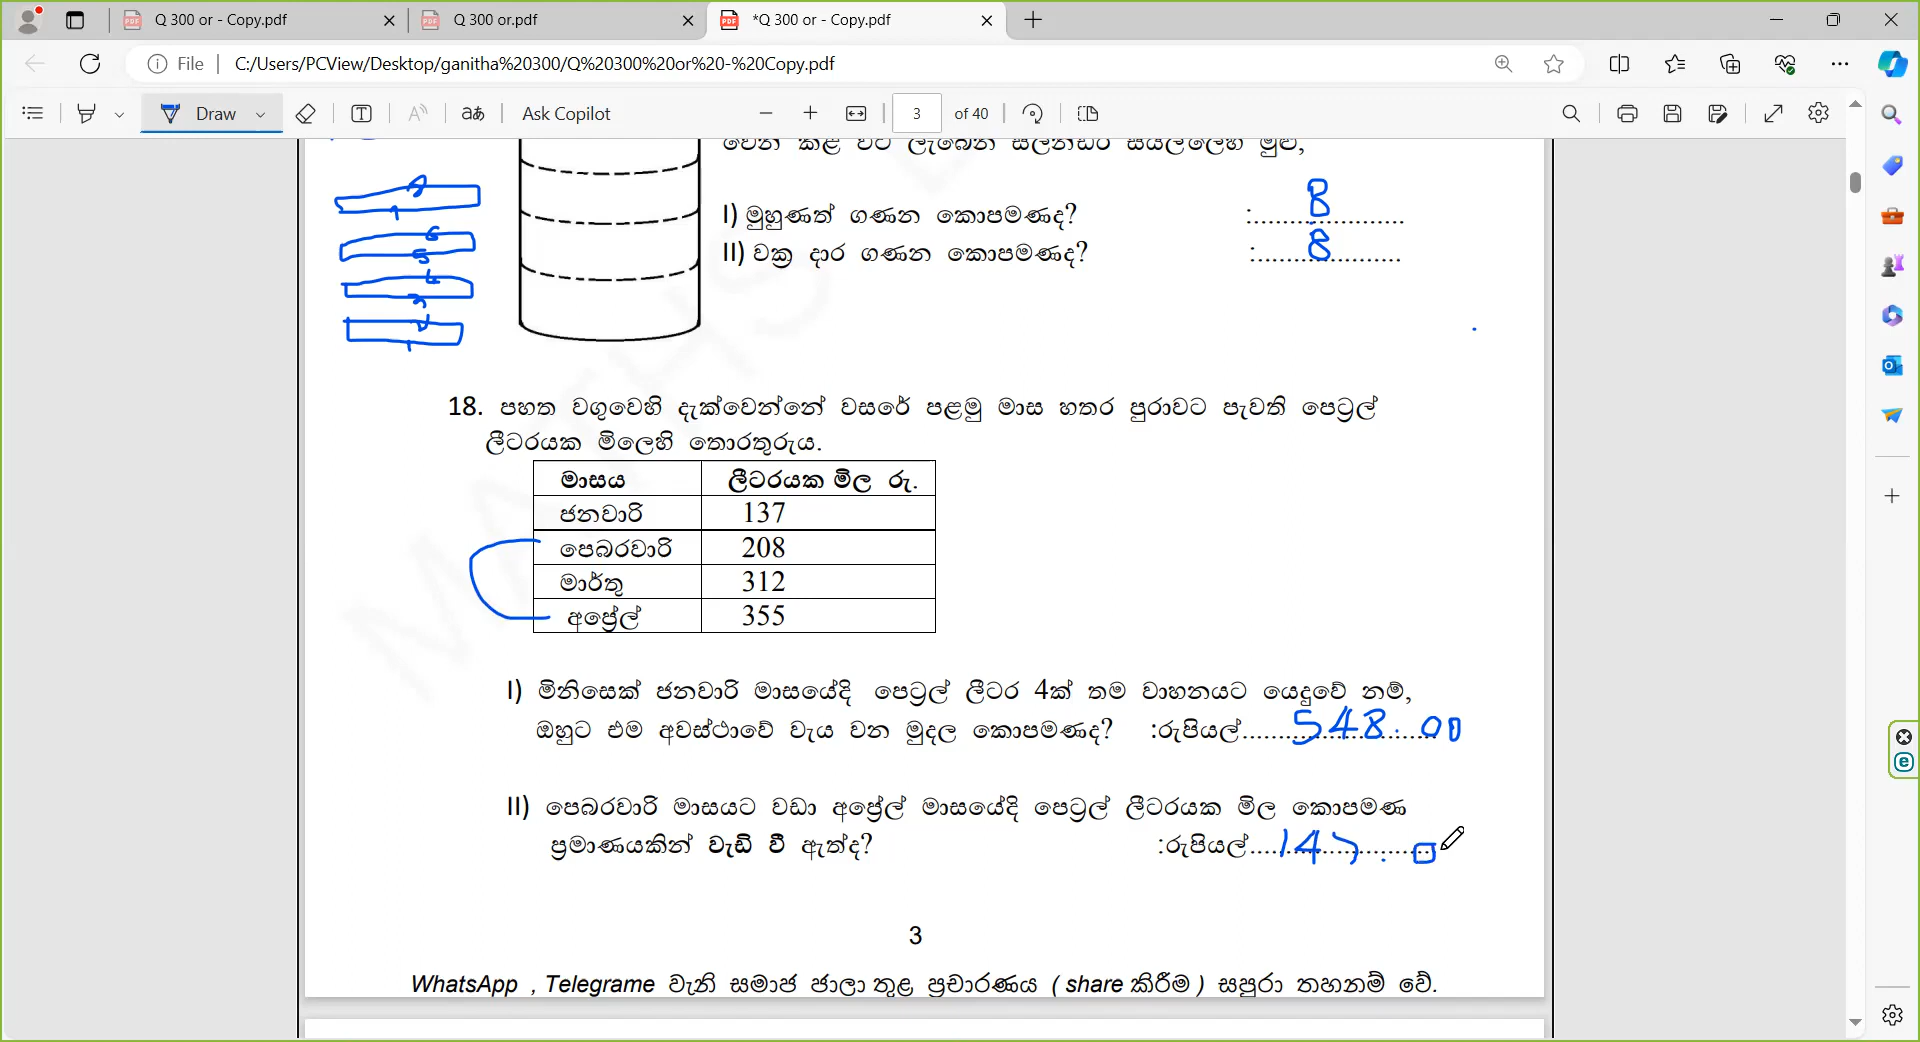 Q 300 or - Copy.pdf
Q 300 or.pdf
*Q 300 or - Copy.pdf
File
C:/Users/PCView/Desktop/ganitha%20300/Q%20300%20or%20-%20Copy.pdf
Draw
Ask Copilot
3 of 40
වෙන් කළ විට ලැබෙන සිලින්ඩර සියල්ලෙහි මුළු,
I) මුහුණත් ගණන කොපමණද? :.................... 8
II) වක්‍ර දාර ගණන කොපමණද? :.................... 8
18. පහත වගුවෙහි දැක්වෙන්නේ වසරේ පළමු මාස හතර පුරාවට පැවති පෙට්‍රල්
ලීටරයක මිලෙහි තොරතුරුය.
මාසය ලීටරයක මිල රු.
ජනවාරි 137
පෙබරවාරි 208
මාර්තු 312
අප්‍රේල් 355
I) මිනිසෙක් ජනවාරි මාසයේදි පෙට්‍රල් ලීටර 4ක් තම වාහනයට යෙදුවේ නම්,
ඔහුට එම අවස්ථාවේ වැය වන මුදල කොපමණද? :රුපියල්.......................... 548.00
II) පෙබරවාරි මාසයට වඩා අප්‍රේල් මාසයේදි පෙට්‍රල් ලීටරයක මිල කොපමණ
ප්‍රමාණයකින් වැඩි වී ඇත්ද? :රුපියල්......................... 147.0
3
WhatsApp , Telegrame වැනි සමාජ ජාලා තුළ ප්‍රචාරණය ( share කිරීම ) සපුරා තහනම් වේ.